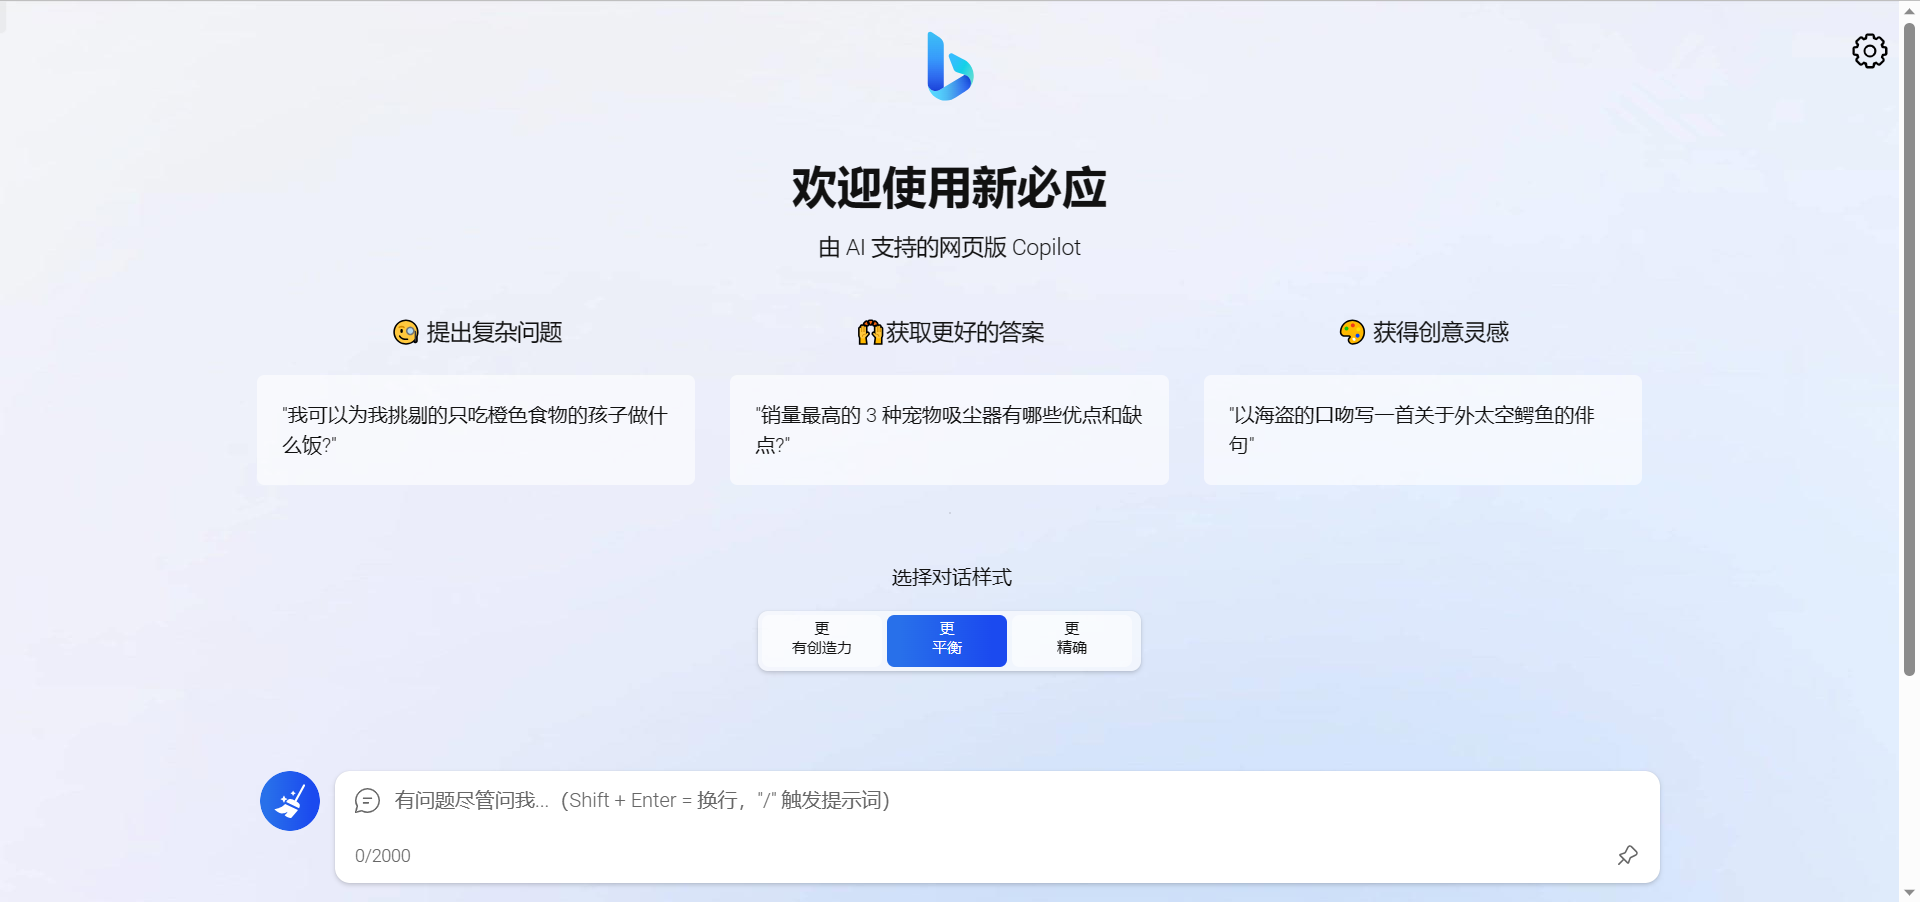 欢迎使用新必应
由 AI 支持的网页版 Copilot
提出复杂问题
"我可以为我挑剔的只吃橙色食物的孩子做什
么饭?"
获取更好的答案
"销量最高的 3 种宠物吸尘器有哪些优点和缺
点?"
获得创意灵感
"以海盗的口吻写一首关于外太空鳄鱼的俳
句"
选择对话样式
更
有创造力
更
平衡
更
精确
有问题尽管问我...（Shift + Enter = 换行，"/" 触发提示词）
0/2000